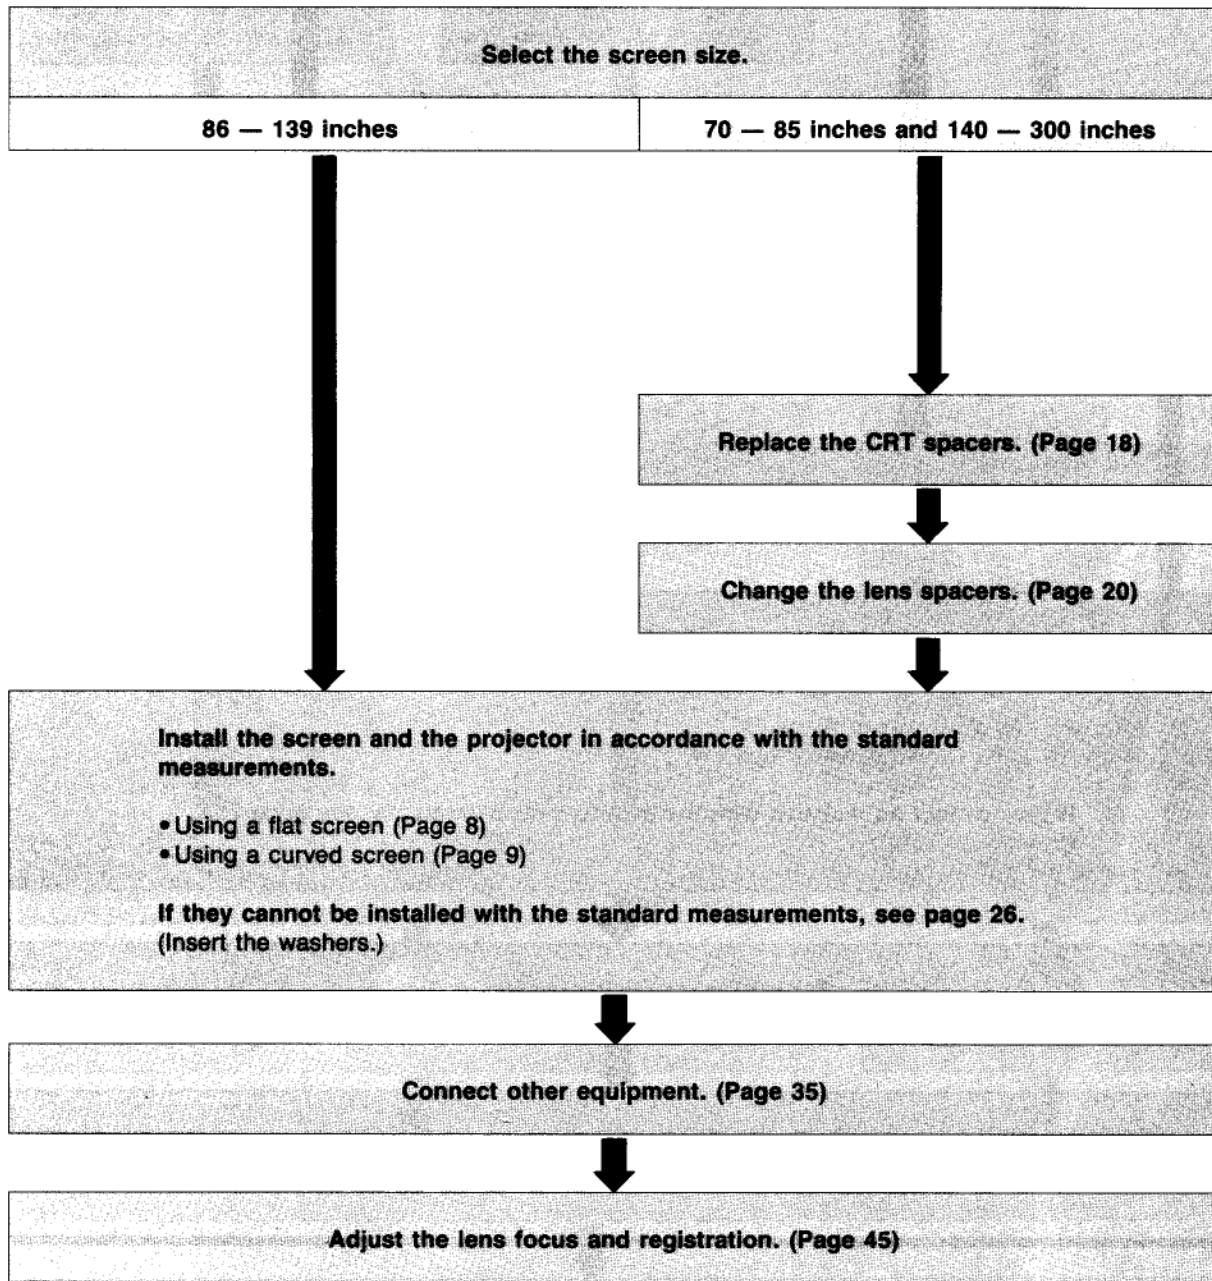 Select the screen size.
86 — 139 inches
70 — 85 inches and 140 — 300 inches
Replace the CRT spacers. (Page 18)
Change the lens spacers. (Page 20)
Install the screen and the projector in accordance with the standard
measurements.
• Using a flat screen (Page 8)
• Using a curved screen (Page 9)
If they cannot be installed with the standard measurements, see page 26.
(Insert the washers.)
Connect other equipment. (Page 35)
Adjust the lens focus and registration. (Page 45)